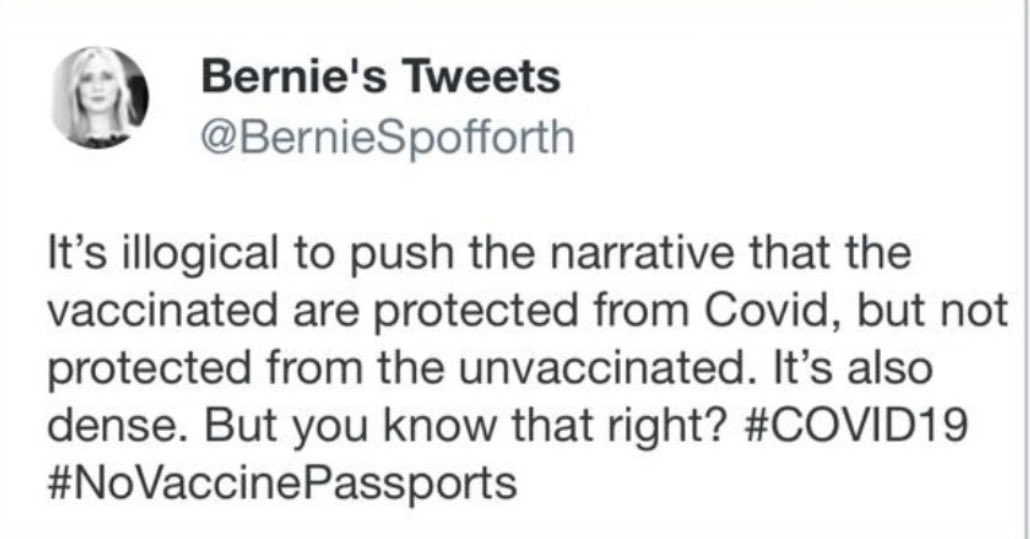 Bernie's Tweets
@BernieSpofforth
It’s illogical to push the narrative that the
vaccinated are protected from Covid, but not
protected from the unvaccinated. It’s also
dense. But you know that right? #COVID19
#NoVaccinePassports